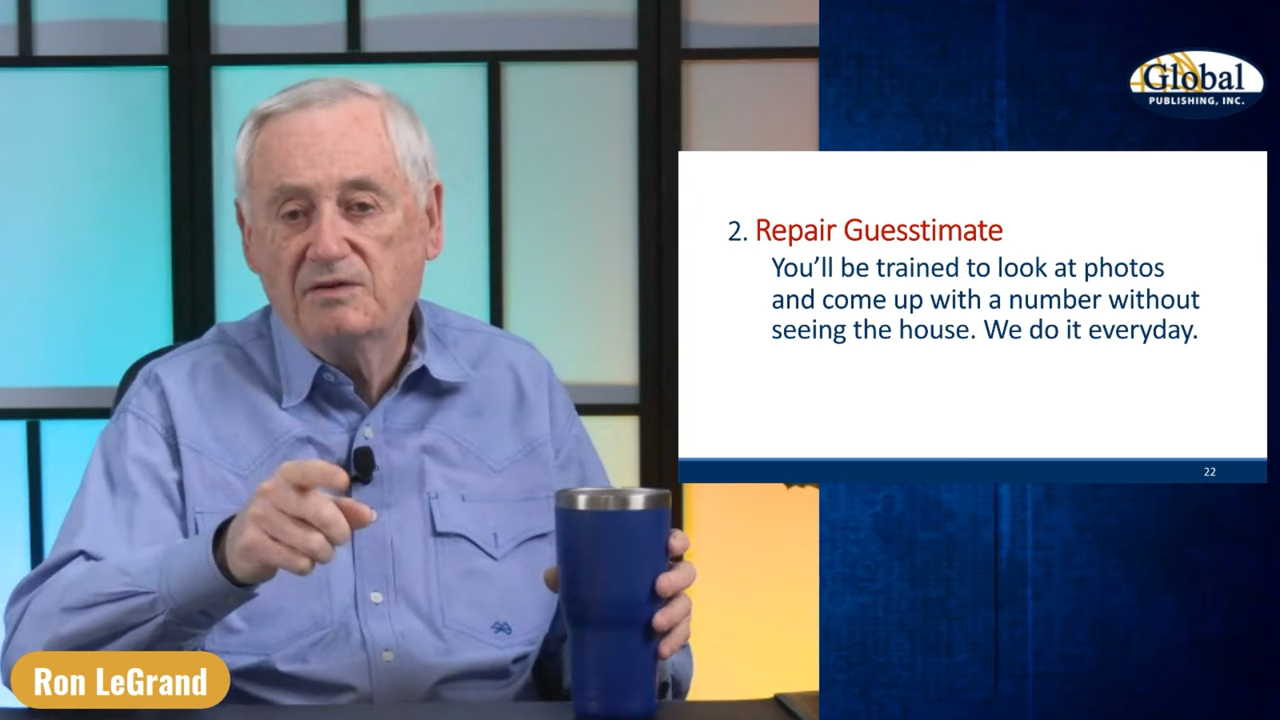 Global
PUBLISHING, INC.
2. Repair Guesstimate
You’ll be trained to look at photos
and come up with a number without
seeing the house. We do it everyday.
22
Ron LeGrand